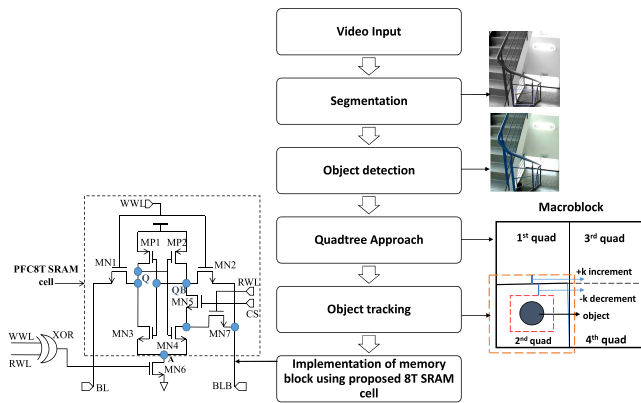 Video Input
Segmentation
Object detection
Quadtree Approach
Object tracking
Implementation of memory
block using proposed 8T SRAM
cell
Macroblock
1st quad
3rd quad
+k increment
-k decrement
object
2nd quad
4th quad
WWL
MP1
MP2
MN1
MN2
Q
QB
RWL
MN5
CS
PFC8T SRAM
cell
MN3
MN4
MN7
A
WWL
XOR
RWL
MN6
BL
BLB